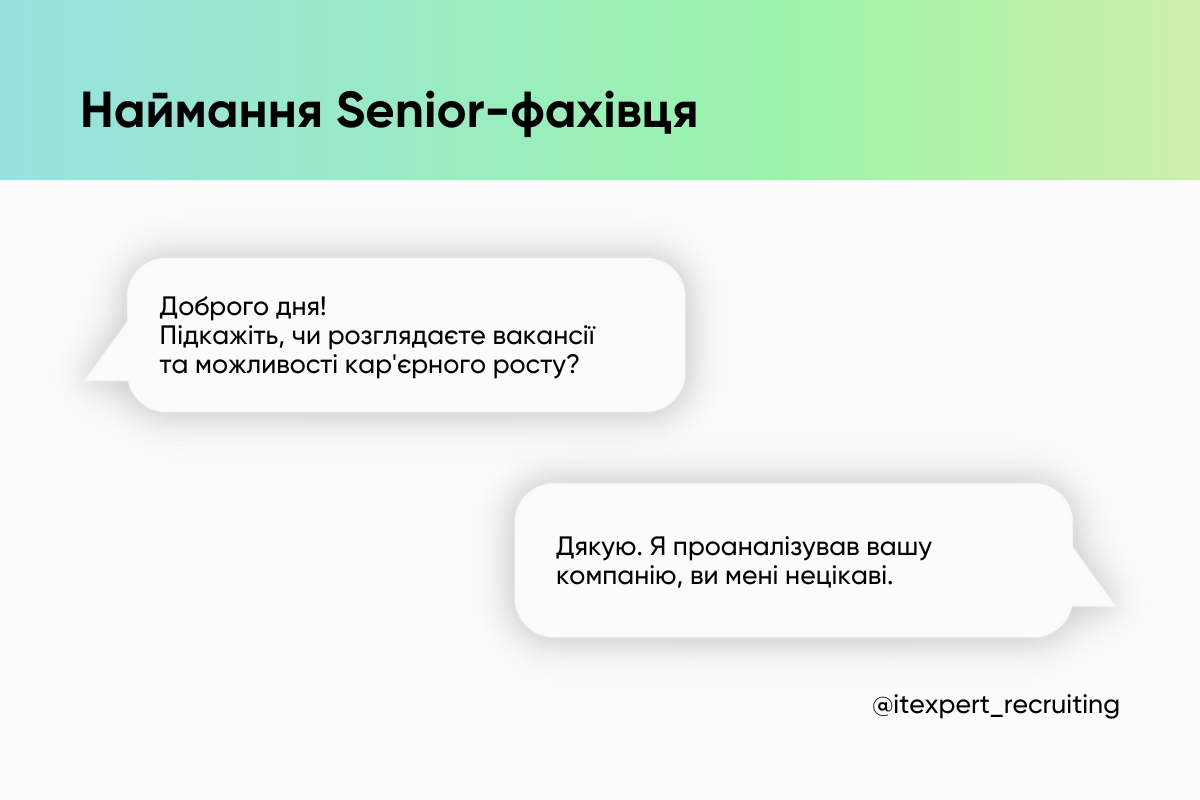 Наймання Senior-фахівця
Доброго дня!
Підкажіть, чи розглядаєте вакансії
та можливості кар'єрного росту?
Дякую. Я проаналізував вашу
компанію, ви мені нецікаві.
@itexpert_recruiting